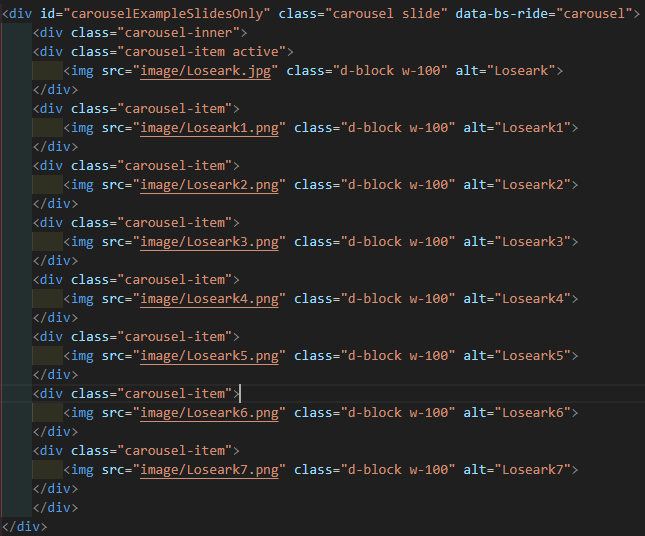 <div id="carouselExampleSlidesOnly" class="carousel slide" data-bs-ride="carousel">
    <div class="carousel-inner">
    <div class="carousel-item active">
        <img src="image/Loseark.jpg" class="d-block w-100" alt="Loseark">
    </div>
    <div class="carousel-item">
        <img src="image/Loseark1.png" class="d-block w-100" alt="Loseark1">
    </div>
    <div class="carousel-item">
        <img src="image/Loseark2.png" class="d-block w-100" alt="Loseark2">
    </div>
    <div class="carousel-item">
        <img src="image/Loseark3.png" class="d-block w-100" alt="Loseark3">
    </div>
    <div class="carousel-item">
        <img src="image/Loseark4.png" class="d-block w-100" alt="Loseark4">
    </div>
    <div class="carousel-item">
        <img src="image/Loseark5.png" class="d-block w-100" alt="Loseark5">
    </div>
    <div class="carousel-item">
        <img src="image/Loseark6.png" class="d-block w-100" alt="Loseark6">
    </div>
    <div class="carousel-item">
        <img src="image/Loseark7.png" class="d-block w-100" alt="Loseark7">
    </div>
    </div>
</div>